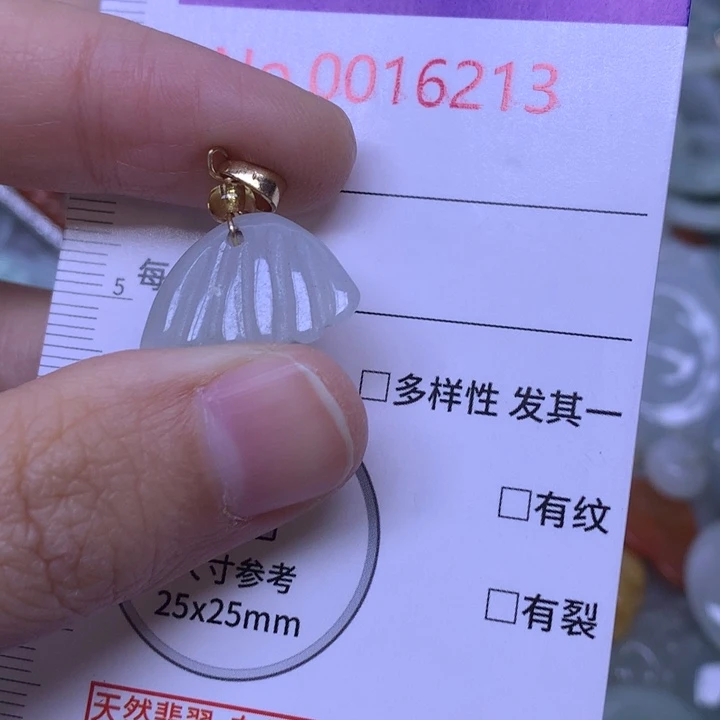 No.0016213
5 每
□多样性 发其一
□有纹
寸参考
25x25mm
□有裂
天然翡翠